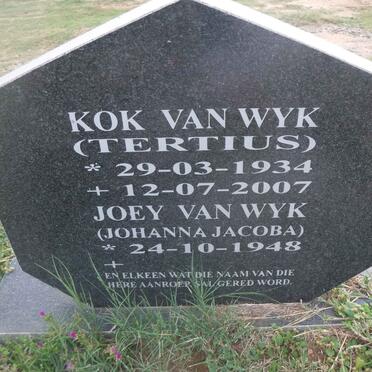 KOK VAN WYK
(TERTIUS)
* 29-03-1934
+ 12-07-2007
JOEY VAN WYK
(JOHANNA JACOBA)
* 24-10-1948
+
EN ELKEEN WAT DIE NAAM VAN DIE
HERE AANROEP, SAL GERED WORD.